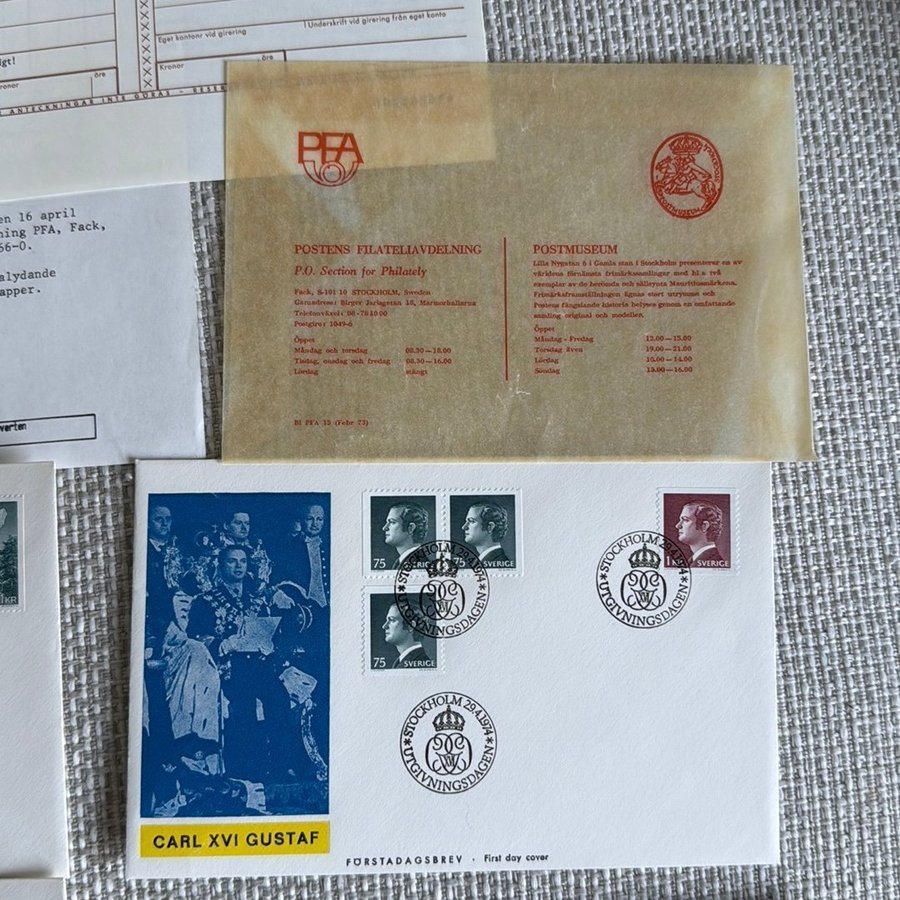 Eget kontonr vid girering
Underskrift vid girering från eget konto
igt!
Kronor
öre
ronor
öre
ANTECKNINGAR INTE GÖRAS - RESER
en 16 april
ning PFA, Fack,
66-0.
alydande
apper.
verten
PFA
POSTMUSEUM
POSTENS FILATELIAVDELNING
P.O. Section for Philately
Fack, S-101 10 STOCKHOLM, Sweden
Gatuadress: Birger Jarlsgatan 18, Marmorhallarna
Telefonväxel: 08 - 78 10 00
Postgiro: 1049-6
Öppet
Måndag och torsdag 08.30—18.00
Tisdag, onsdag och fredag 08.30—16.00
Lördag stängt
Bl PFA 15 (Febr 73)
POSTMUSEUM
Lilla Nygatan 6 i Gamla stan i Stockholm presenterar en av
världens förnämsta frimärkssamlingar med bl a två
exemplar av de berömda och sällsynta Mauritiusmärkena.
Frimärksframställningen ägnas stort utrymme och
Postens fängslande historia belyses genom en omfattande
samling original och modeller.
Öppet
Måndag - Fredag 12.00—15.00
Torsdag även 19.00—21.00
Lördag 10.00—14.00
Söndag 13.00—16.00
1KR
75
75 SVERIGE
1KR
75 SVERIGE
STOCKHOLM 29.4.1974
*UTGIVNINGSDAGEN*
STOCKHOLM 29.4.1974
*UTGIVNINGSDAGEN*
STOCKHOLM 29.4.1974
*UTGIVNINGSDAGEN*
CARL XVI GUSTAF
FÖRSTADAGSBREV · First day cover